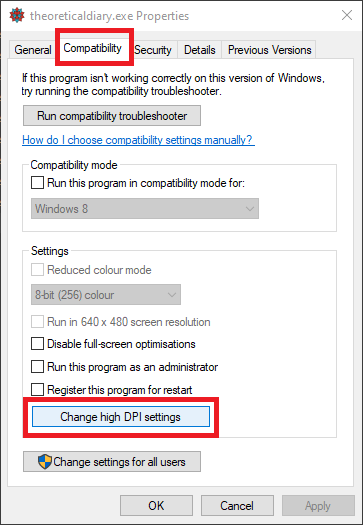 theoreticaldiary.exe Properties
General
Compatibility
Security
Details
Previous Versions
If this program isn't working correctly on this version of Windows,
try running the compatibility troubleshooter.
Run compatibility troubleshooter
How do I choose compatibility settings manually?
Compatibility mode
Run this program in compatibility mode for:
Windows 8
Settings
Reduced colour mode
8-bit (256) colour
Run in 640 x 480 screen resolution
Disable full-screen optimisations
Run this program as an administrator
Register this program for restart
Change high DPI settings
Change settings for all users
OK
Cancel
Apply